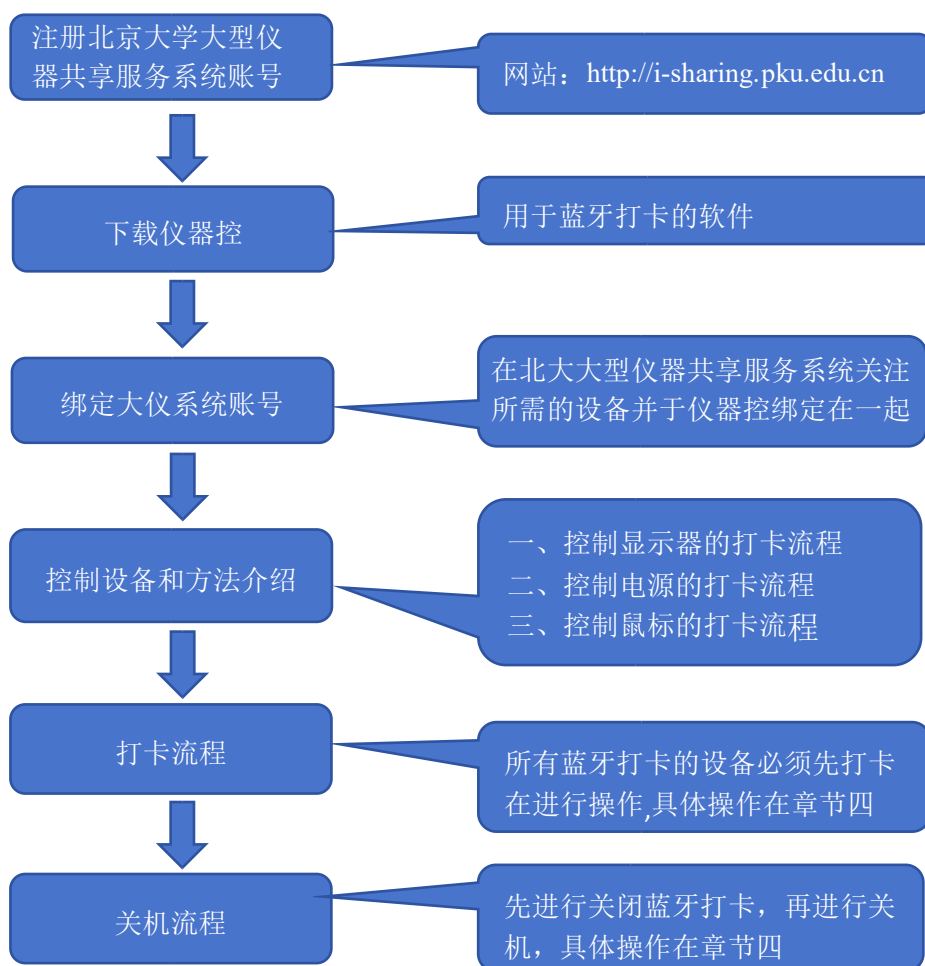 注册北京大学大型仪
器共享服务系统账号
网站：http://i-sharing.pku.edu.cn
下载仪器控
用于蓝牙打卡的软件
绑定大仪系统账号
在北大大型仪器共享服务系统关注
所需的设备并于仪器控绑定在一起
控制设备和方法介绍
一、控制显示器的打卡流程
二、控制电源的打卡流程
三、控制鼠标的打卡流程
打卡流程
所有蓝牙打卡的设备必须先打卡
在进行操作,具体操作在章节四
关机流程
先进行关闭蓝牙打卡，再进行关
机，具体操作在章节四